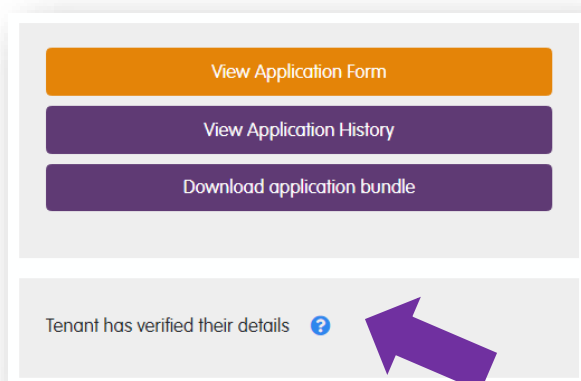 View Application Form
View Application History
Download application bundle
Tenant has verified their details ?